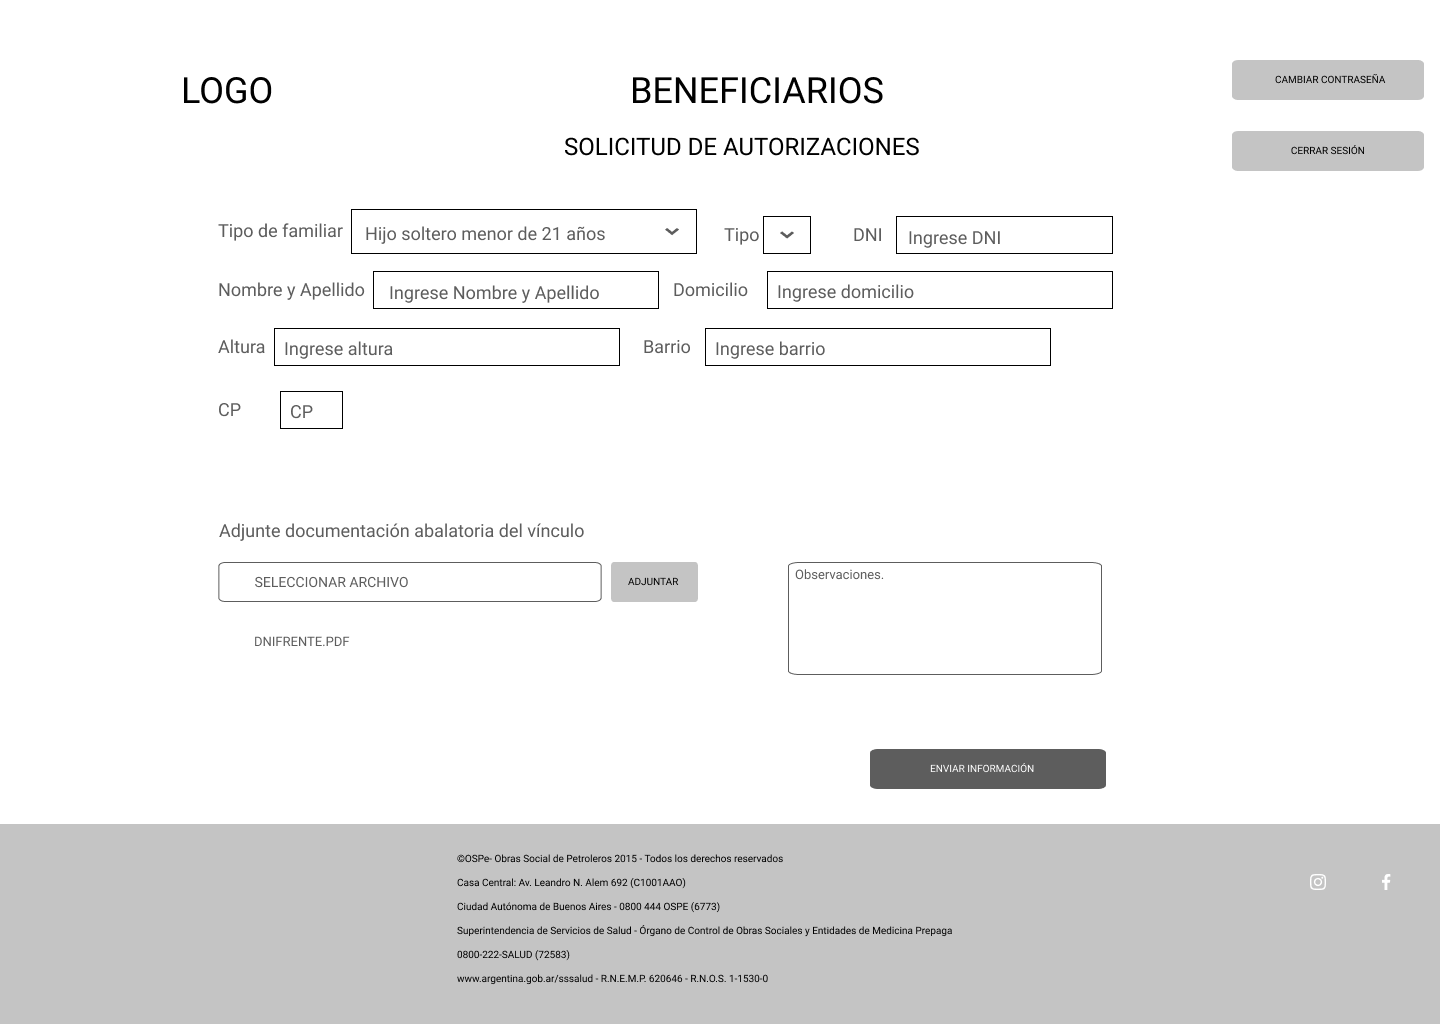 LOGO
BENEFICIARIOS
CAMBIAR CONTRASEÑA
SOLICITUD DE AUTORIZACIONES
CERRAR SESIÓN
Tipo de familiar Hijo soltero menor de 21 años Tipo DNI Ingrese DNI
Nombre y Apellido Ingrese Nombre y Apellido Domicilio Ingrese domicilio
Altura Ingrese altura Barrio Ingrese barrio
CP CP
Adjunte documentación abalatoria del vínculo
SELECCIONAR ARCHIVO ADJUNTAR
Observaciones.
DNIFRENTE.PDF
ENVIAR INFORMACIÓN
©OSPe- Obras Social de Petroleros 2015 - Todos los derechos reservados
Casa Central: Av. Leandro N. Alem 692 (C1001AAO)
Ciudad Autónoma de Buenos Aires - 0800 444 OSPE (6773)
Superintendencia de Servicios de Salud - Órgano de Control de Obras Sociales y Entidades de Medicina Prepaga
0800-222-SALUD (72583)
www.argentina.gob.ar/sssalud - R.N.E.M.P. 620646 - R.N.O.S. 1-1530-0